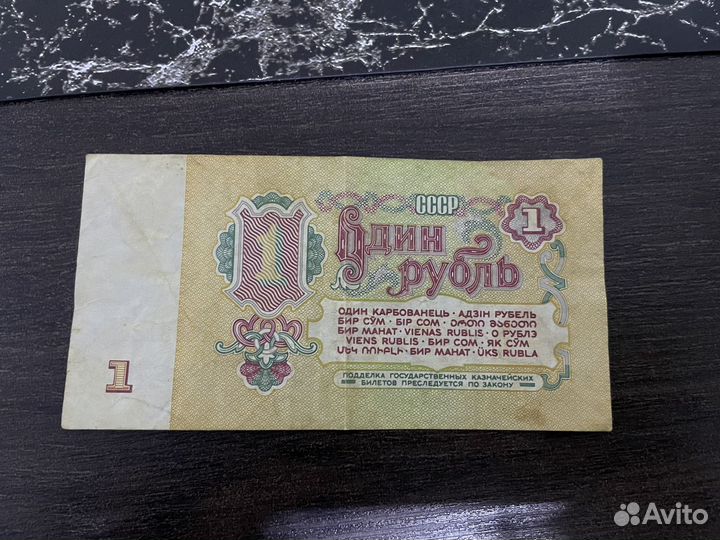 СССР
1
1
Один
рубль
ОДИН КАРБОВАНЕЦЬ · АДЗІН РУБЕЛЬ
БИР СЎМ · БІР СОМ · ᲔᲠᲗᲘ ᲛᲐᲜᲔᲗᲘ
БИР МАНАТ · VIENAS RUBLIS · О РУБЛЭ
VIENS RUBLIS · БИР СОМ · ЯК СӮМ
ՄԵԿ ՌՈՒԲԼԻ · БИР МАНАТ · ÜKS RUBLA
1
ПОДДЕЛКА ГОСУДАРСТВЕННЫХ КАЗНАЧЕЙСКИХ
БИЛЕТОВ ПРЕСЛЕДУЕТСЯ ПО ЗАКОНУ
Avito